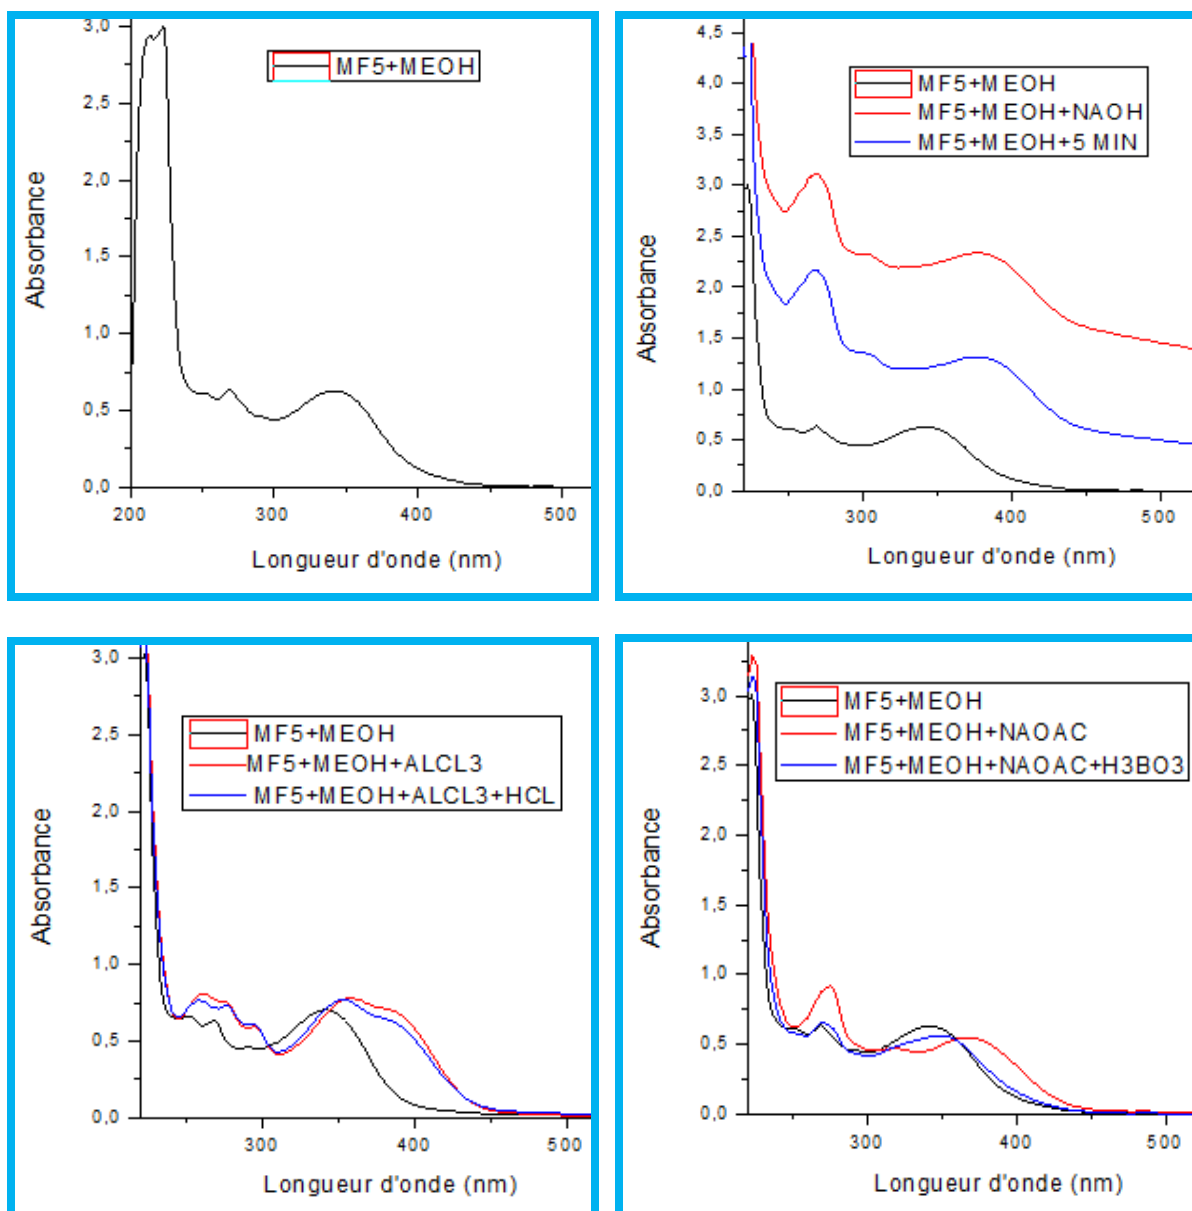 3,0
2,5
2,0
1,5
1,0
0,5
0,0
Absorbance
MF5+MEOH
200
300
400
500
Longueur d'onde (nm)
4,5
4,0
3,5
3,0
2,5
2,0
1,5
1,0
0,5
0,0
Absorbance
MF5+MEOH
MF5+MEOH+NAOH
MF5+MEOH+5 MIN
300
400
500
Longueur d'onde (nm)
3,0
2,5
2,0
1,5
1,0
0,5
0,0
Absorbance
MF5+MEOH
MF5+MEOH+ALCL3
MF5+MEOH+ALCL3+HCL
300
400
500
Longueur d'onde (nm)
3,0
2,5
2,0
1,5
1,0
0,5
0,0
Absorbance
MF5+MEOH
MF5+MEOH+NAOAC
MF5+MEOH+NAOAC+H3BO3
300
400
500
Longueur d'onde (nm)